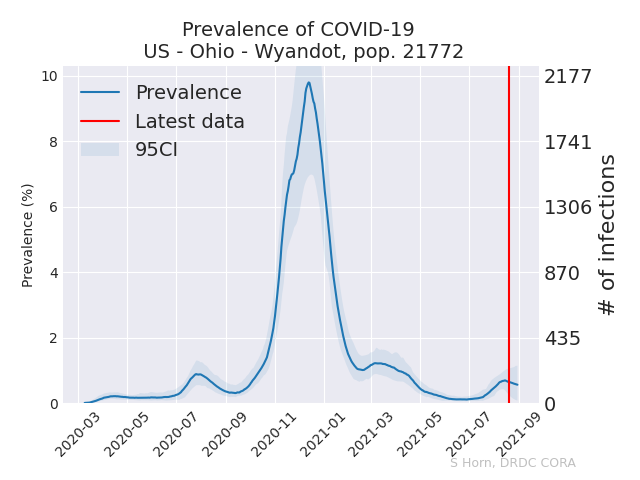 Prevalence of COVID-19
US - Ohio - Wyandot, pop. 21772
Prevalence
Latest data
95CI
Prevalence (%)
10
8
6
4
2
0
2177
1741
1306
870
435
0
# of infections
2020-03
2020-05
2020-07
2020-09
2020-11
2021-01
2021-03
2021-05
2021-07
2021-09
S Horn, DRDC CORA